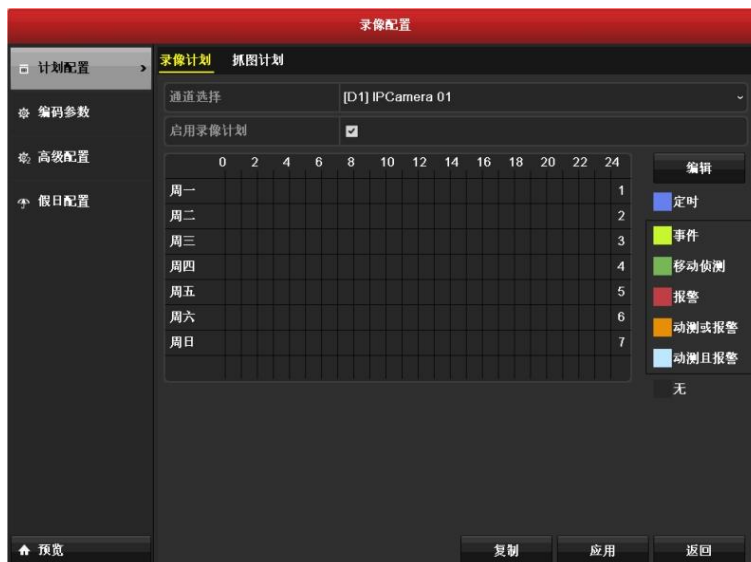 录像配置
计划配置
编码参数
高级配置
假日配置
预览
录像计划 抓图计划
通道选择 [D1] IPCamera 01
启用录像计划
0 2 4 6 8 10 12 14 16 18 20 22 24
周一 1
周二 2
周三 3
周四 4
周五 5
周六 6
周日 7
编辑
定时
事件
移动侦测
报警
动测或报警
动测且报警
无
复制 应用 返回